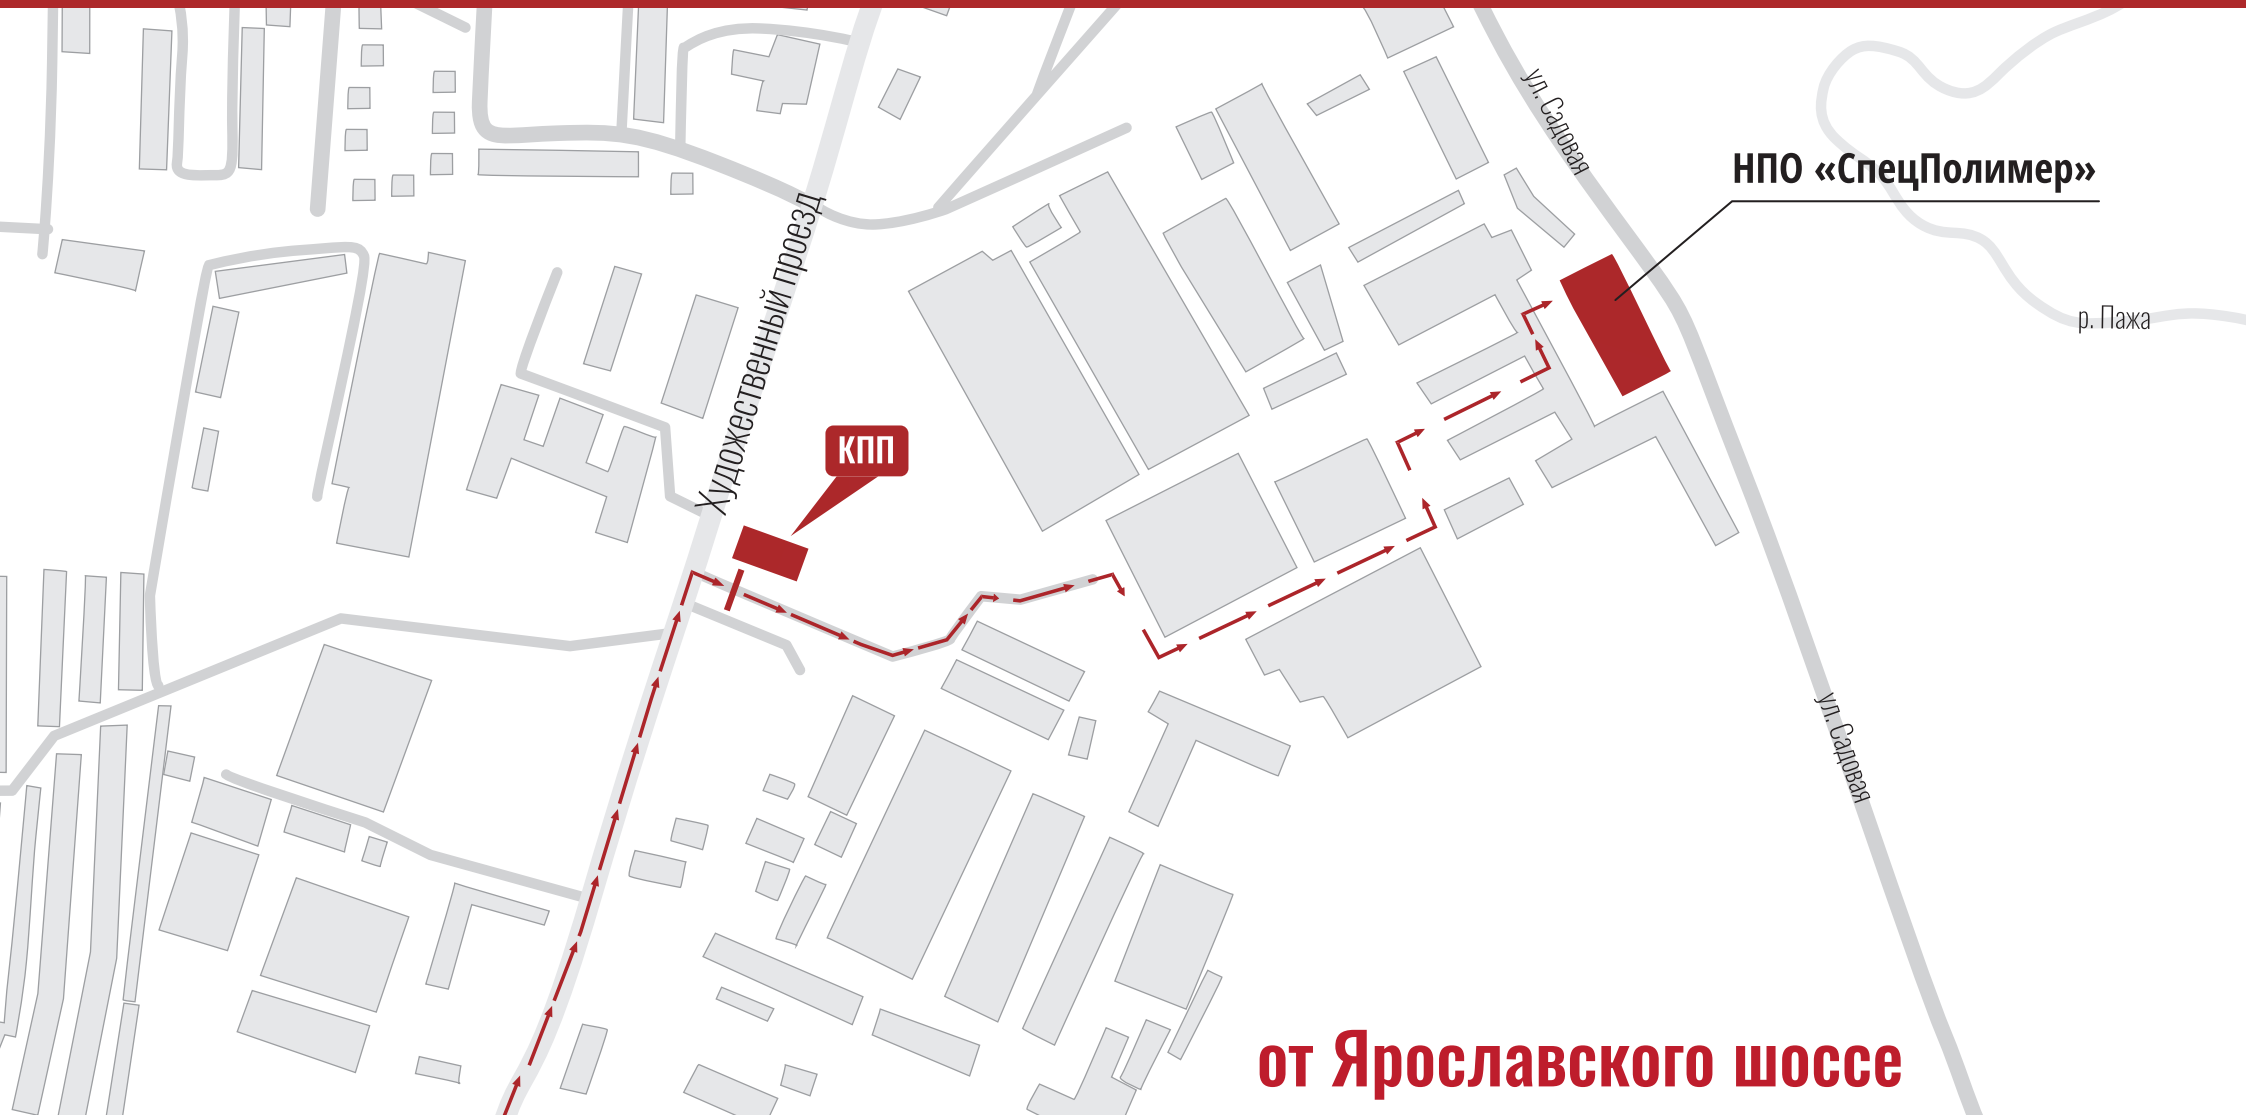 ул. Садовая
НПО «СпецПолимер»
Художественный проезд
р. Пажа
КПП
ул. Садовая
от Ярославского шоссе